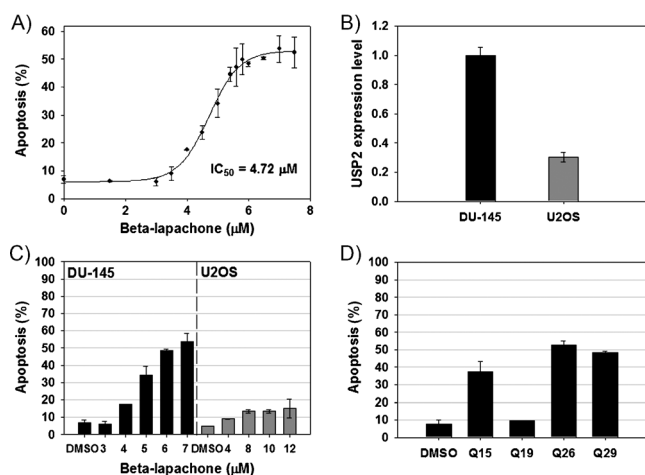 A)
60
50
40
30
20
10
0
Apoptosis (%)
IC50 = 4.72 μM
0 2 4 6 8
Beta-lapachone (μM)
B)
1.2
1.0
0.8
0.6
0.4
0.2
0.0
USP2 expression level
DU-145 U2OS
C)
100
90
80
70
60
50
40
30
20
10
0
Apoptosis (%)
DU-145 U2OS
DMSO 3 4 5 6 7 DMSO 4 8 10 12
Beta-lapachone (μM)
D)
100
90
80
70
60
50
40
30
20
10
0
Apoptosis (%)
DMSO Q15 Q19 Q26 Q29